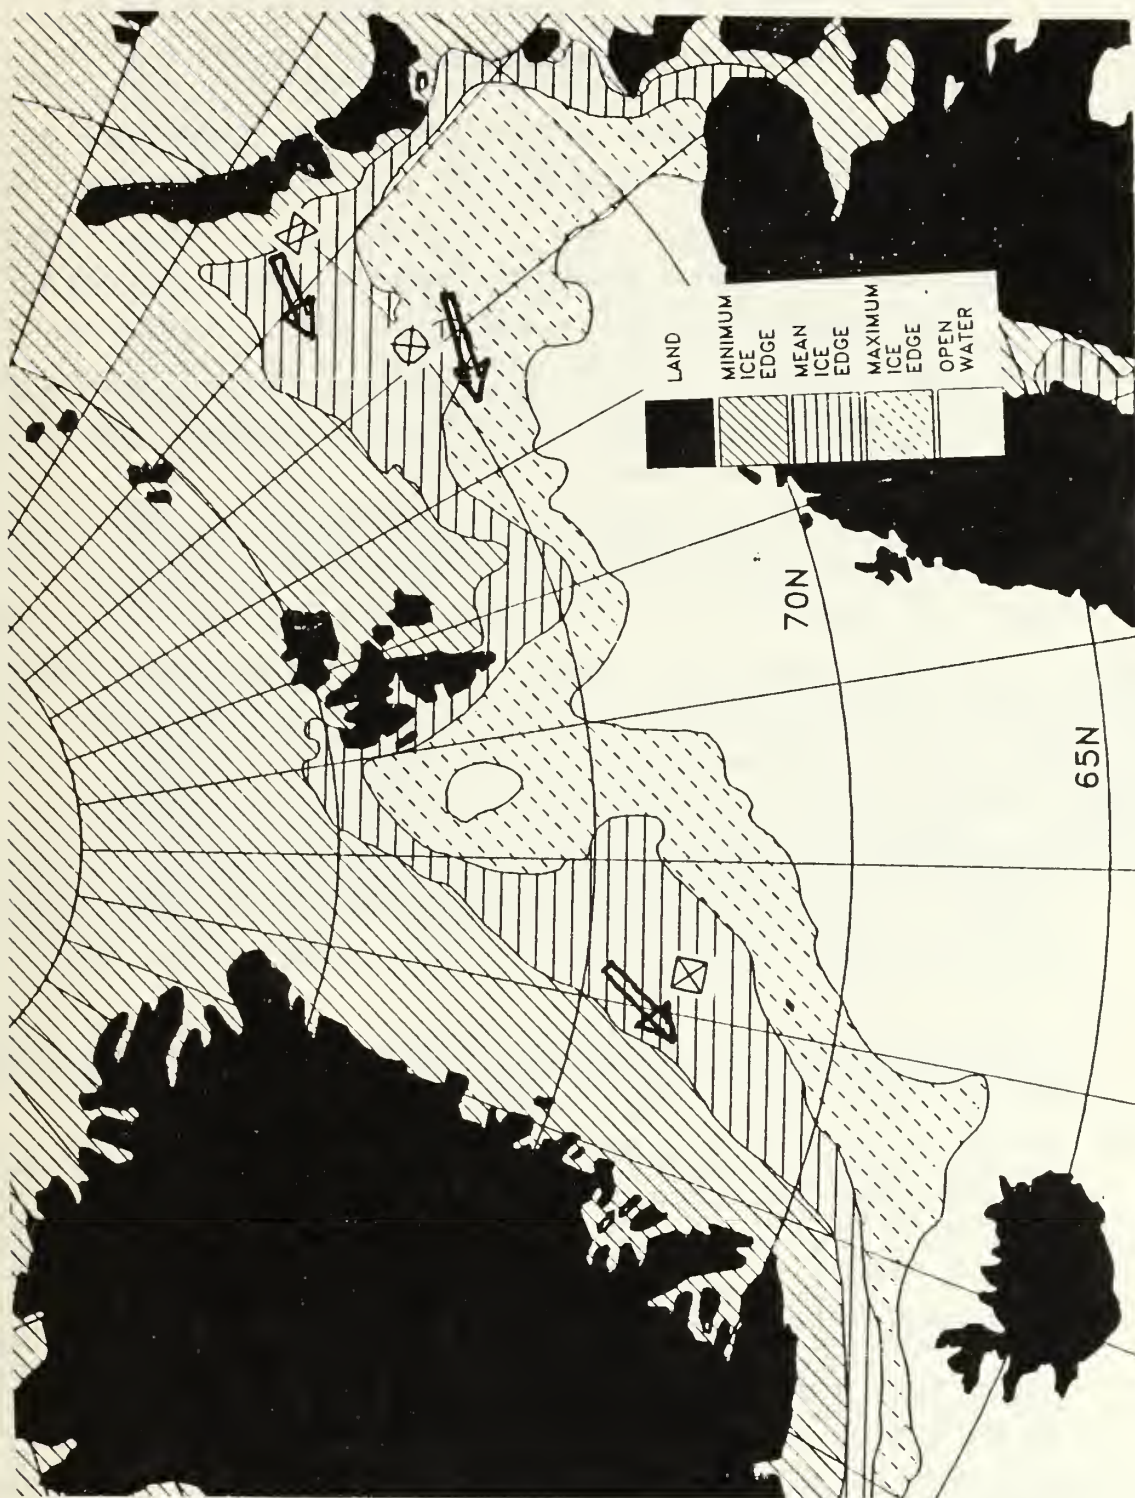 LAND
MINIMUM
ICE
EDGE
MEAN
ICE
EDGE
MAXIMUM
ICE
EDGE
OPEN
WATER
70N
65N